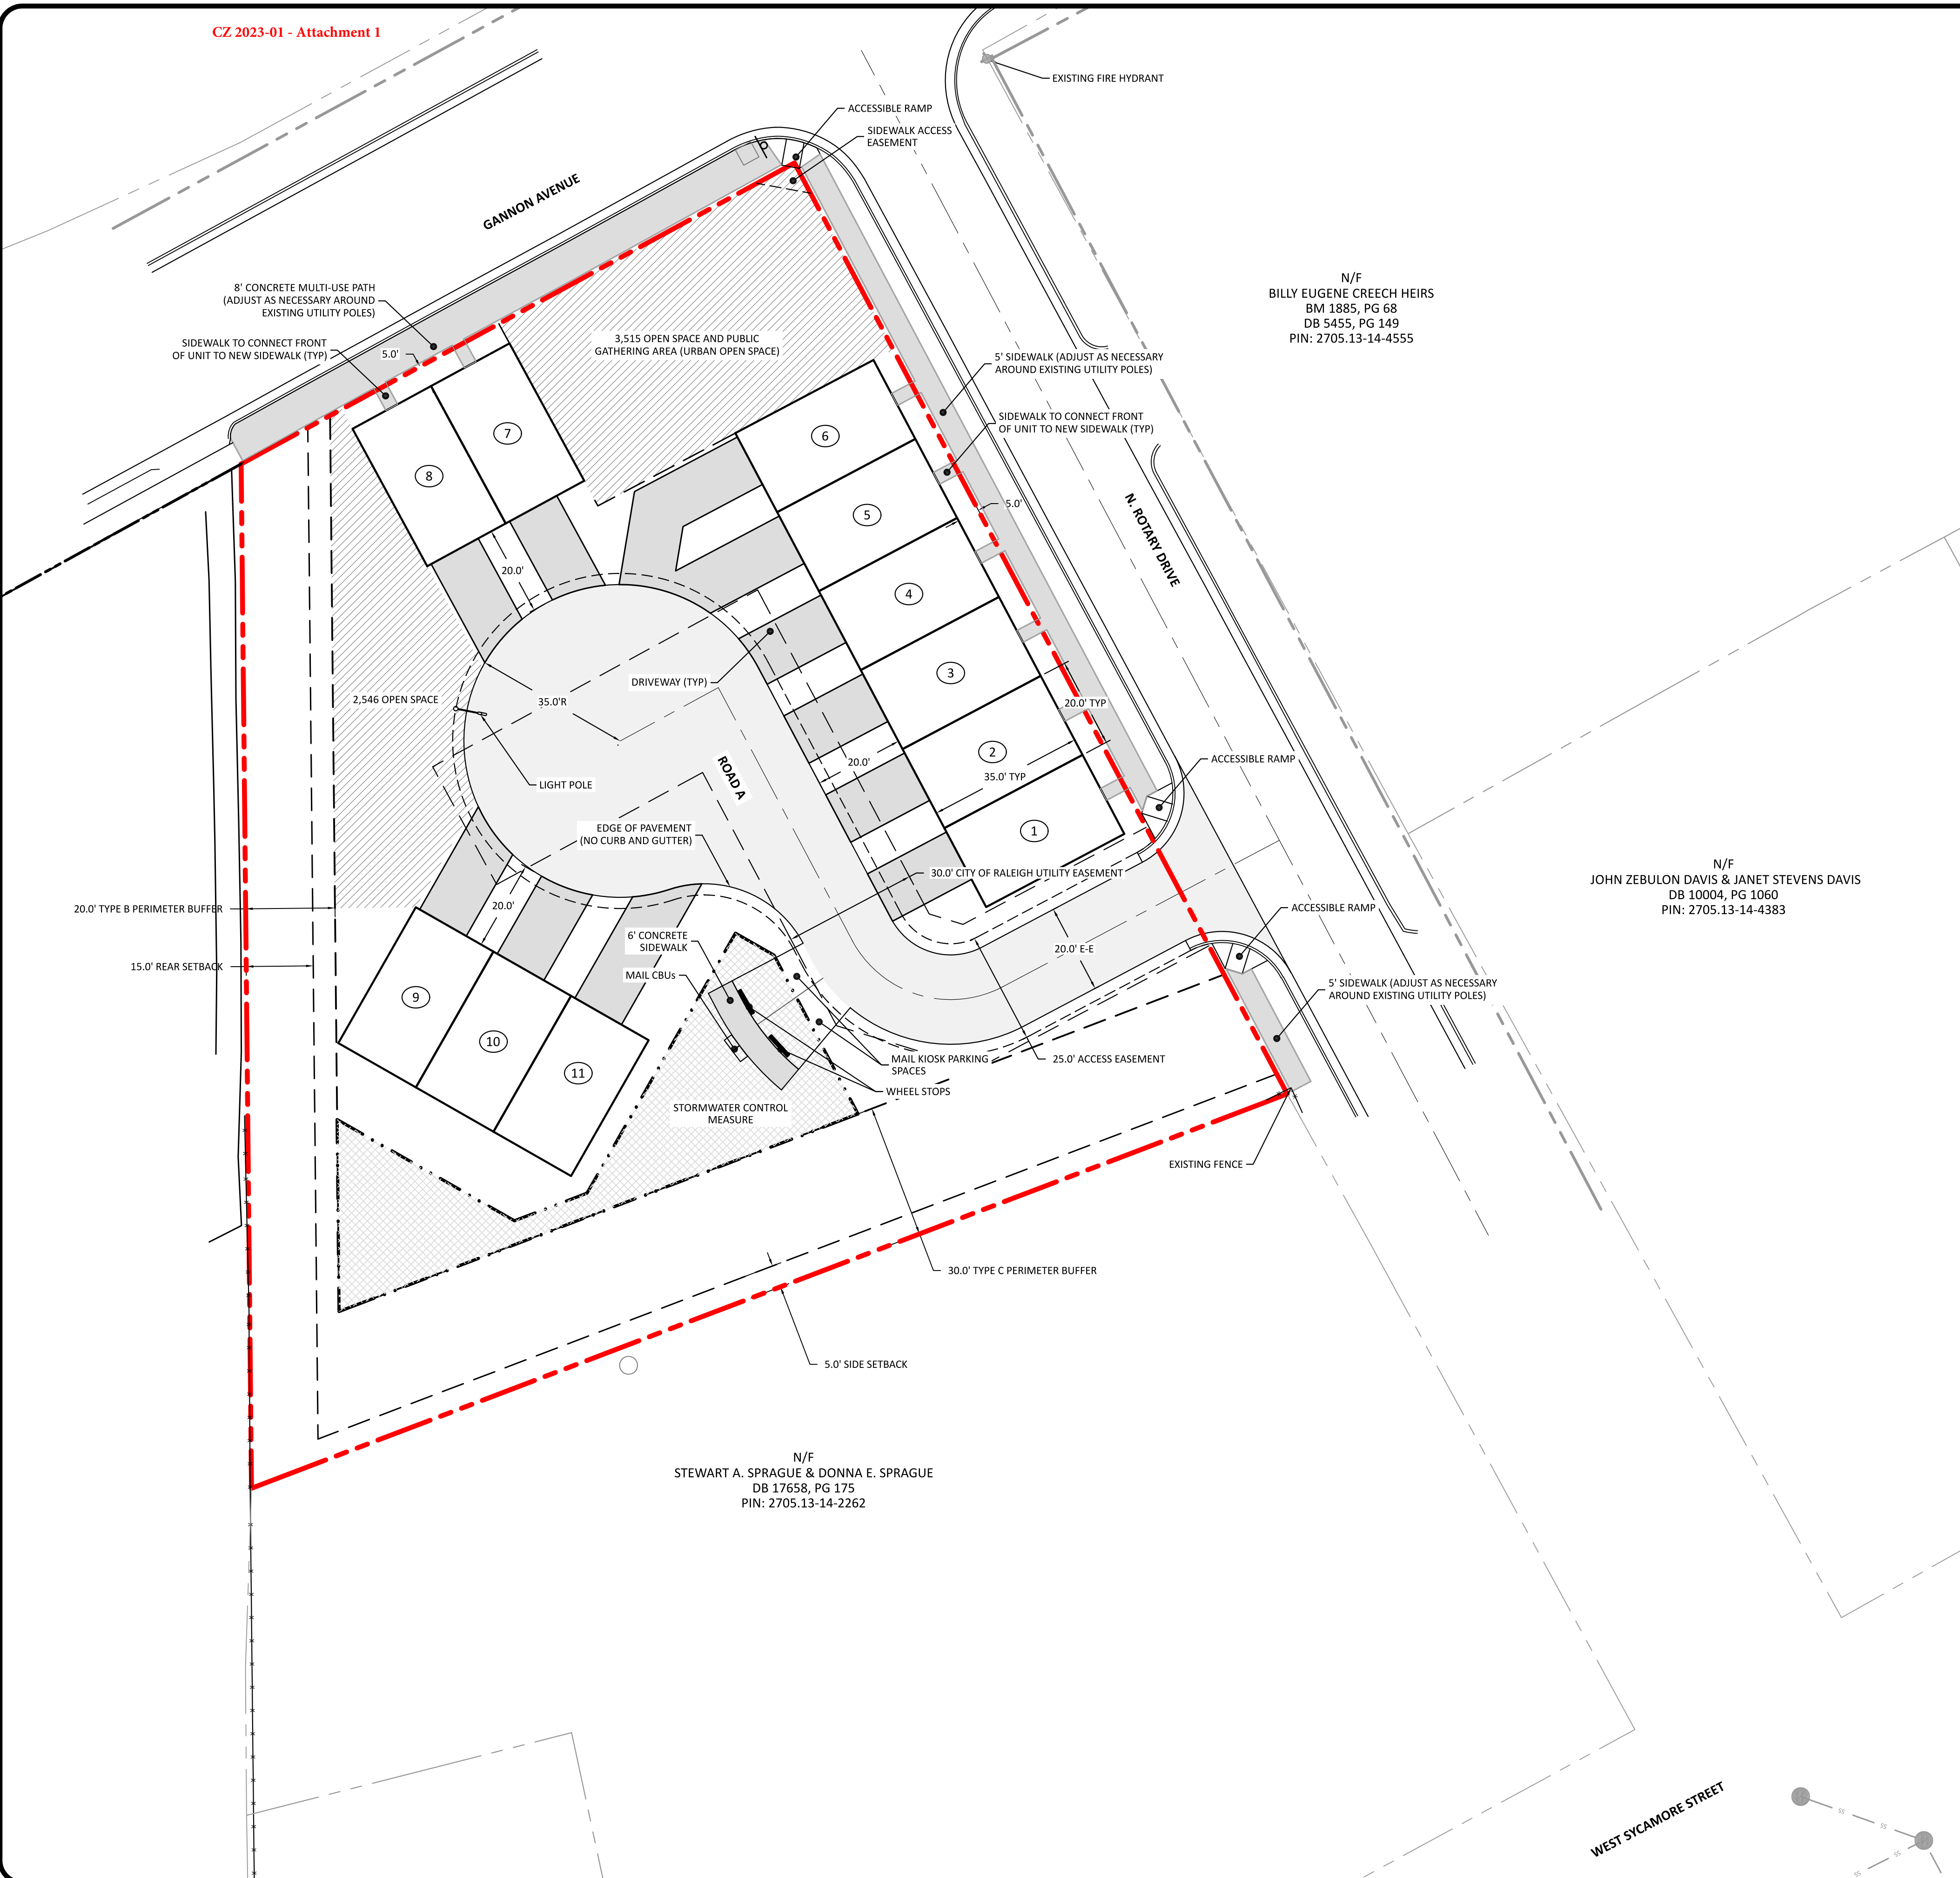 CZ 2023-01 - Attachment 1
EXISTING FIRE HYDRANT
ACCESSIBLE RAMP
SIDEWALK ACCESS
EASEMENT
GANNON AVENUE
N/F
BILLY EUGENE CREECH HEIRS
BM 1885, PG 68
DB 5455, PG 149
PIN: 2705.13-14-4555
8' CONCRETE MULTI-USE PATH
(ADJUST AS NECESSARY AROUND
EXISTING UTILITY POLES)
SIDEWALK TO CONNECT FRONT
OF UNIT TO NEW SIDEWALK (TYP)
5.0'
3,515 OPEN SPACE AND PUBLIC
GATHERING AREA (URBAN OPEN SPACE)
5' SIDEWALK (ADJUST AS NECESSARY
AROUND EXISTING UTILITY POLES)
SIDEWALK TO CONNECT FRONT
OF UNIT TO NEW SIDEWALK (TYP)
7
6
8
5
5.0'
N. ROTARY DRIVE
20.0'
4
3
DRIVEWAY (TYP)
2,546 OPEN SPACE
35.0'R
20.0' TYP
2
20.0'
35.0' TYP
ROAD A
ACCESSIBLE RAMP
LIGHT POLE
EDGE OF PAVEMENT
(NO CURB AND GUTTER)
1
30.0' CITY OF RALEIGH UTILITY EASEMENT
N/F
JOHN ZEBULON DAVIS & JANET STEVENS DAVIS
DB 10004, PG 1060
PIN: 2705.13-14-4383
20.0' TYPE B PERIMETER BUFFER
20.0'
ACCESSIBLE RAMP
6' CONCRETE
SIDEWALK
20.0' E-E
15.0' REAR SETBACK
MAIL CBUs
5' SIDEWALK (ADJUST AS NECESSARY
AROUND EXISTING UTILITY POLES)
9
10
11
MAIL KIOSK PARKING
SPACES
25.0' ACCESS EASEMENT
WHEEL STOPS
STORMWATER CONTROL
MEASURE
EXISTING FENCE
30.0' TYPE C PERIMETER BUFFER
5.0' SIDE SETBACK
N/F
STEWART A. SPRAGUE & DONNA E. SPRAGUE
DB 17658, PG 175
PIN: 2705.13-14-2262
WEST SYCAMORE STREET
SS
SS
SS
SS